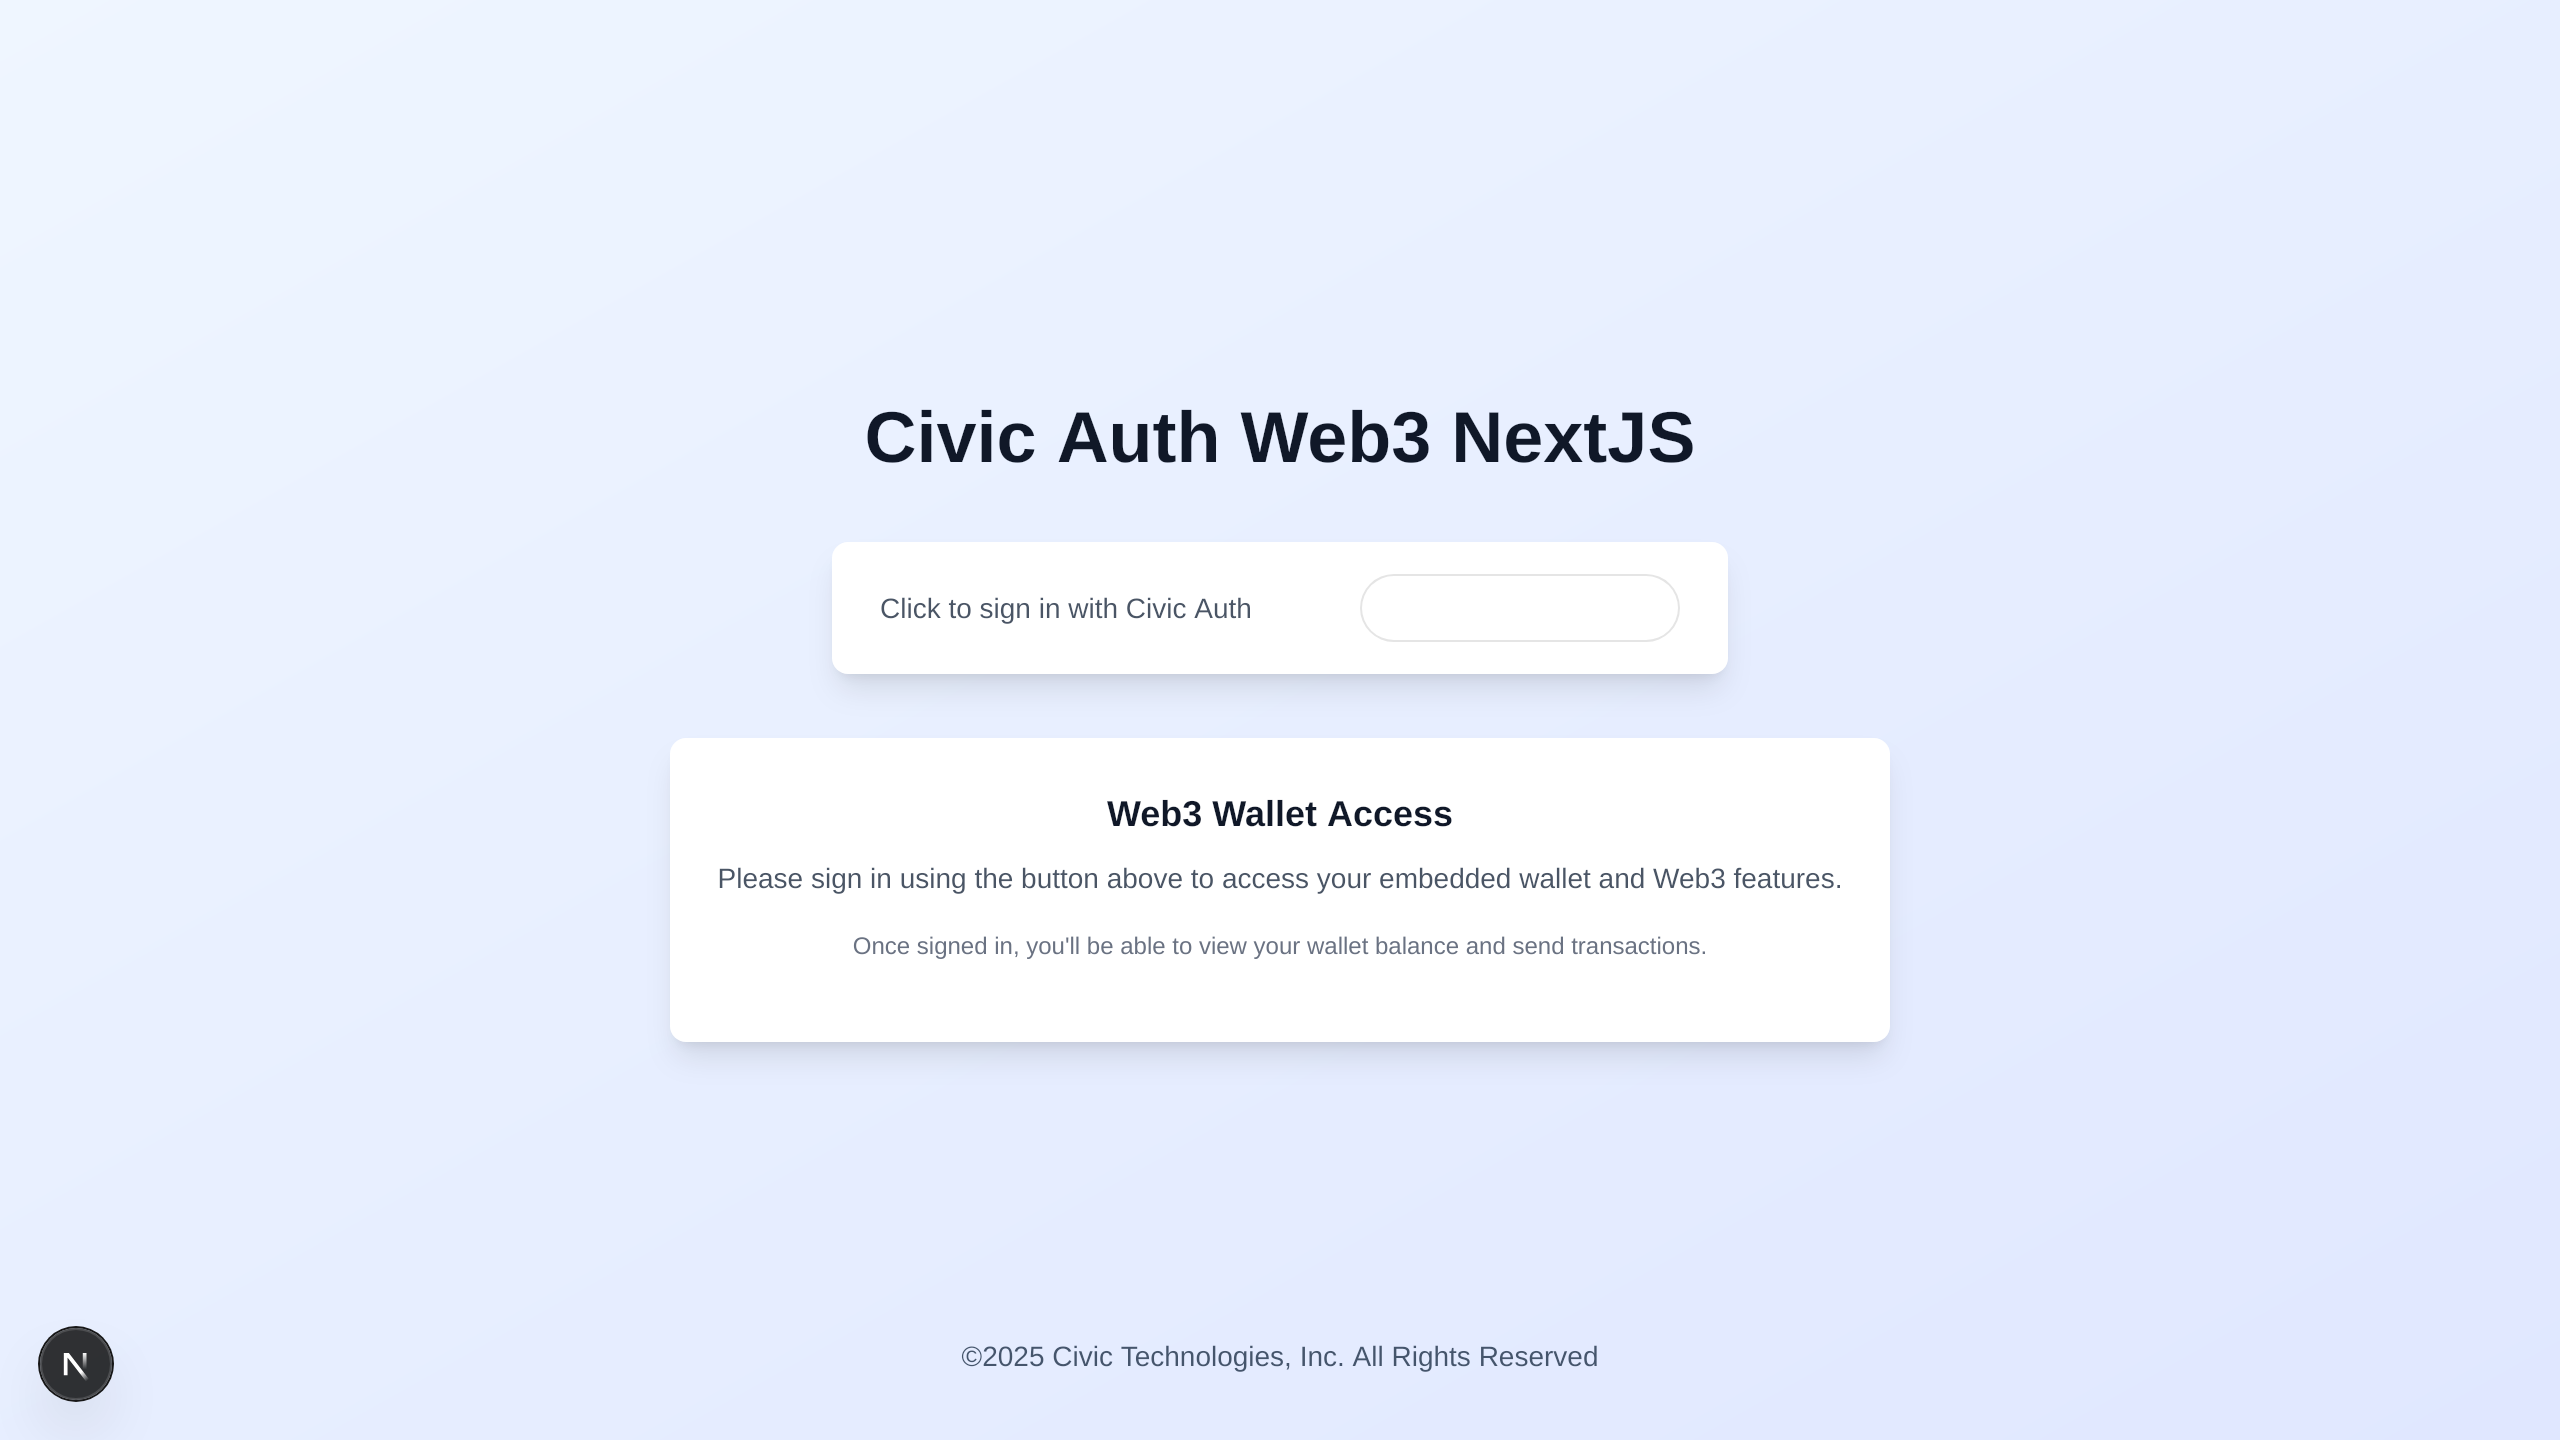 Civic Auth Web3 NextJS
Click to sign in with Civic Auth
Web3 Wallet Access
Please sign in using the button above to access your embedded wallet and Web3 features.
Once signed in, you'll be able to view your wallet balance and send transactions.
N
©2025 Civic Technologies, Inc. All Rights Reserved